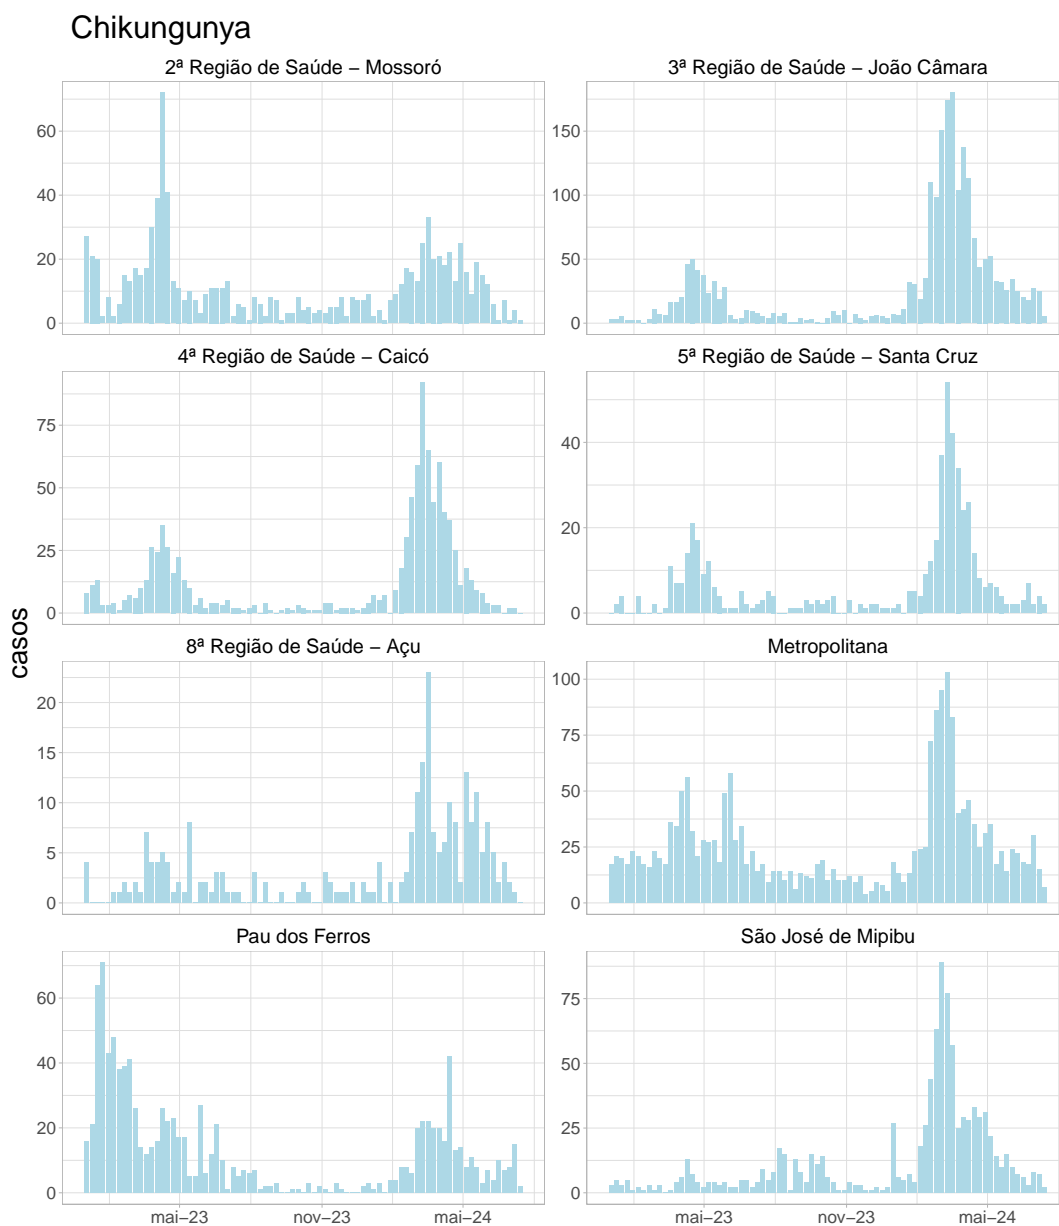 Chikungunya
2ª Região de Saúde − Mossoró
3ª Região de Saúde − João Câmara
60
40
20
0
150
100
50
0
4ª Região de Saúde − Caicó
5ª Região de Saúde − Santa Cruz
75
50
25
0
40
20
0
casos
8ª Região de Saúde − Açu
Metropolitana
20
15
10
5
0
100
75
50
25
0
Pau dos Ferros
São José de Mipibu
60
40
20
0
75
50
25
0
mai−23 nov−23 mai−24
mai−23 nov−23 mai−24